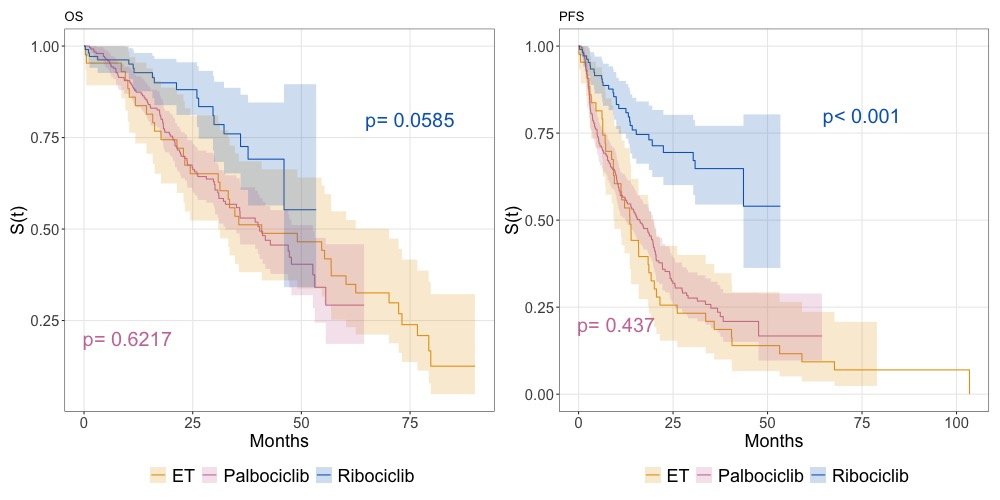 OS
S(t)
1.00
0.75
0.50
0.25
p= 0.0585
p= 0.6217
0 25 50 75
Months
ET Palbociclib Ribociclib
PFS
S(t)
1.00
0.75
0.50
0.25
0.00
p< 0.001
p= 0.437
0 25 50 75 100
Months
ET Palbociclib Ribociclib